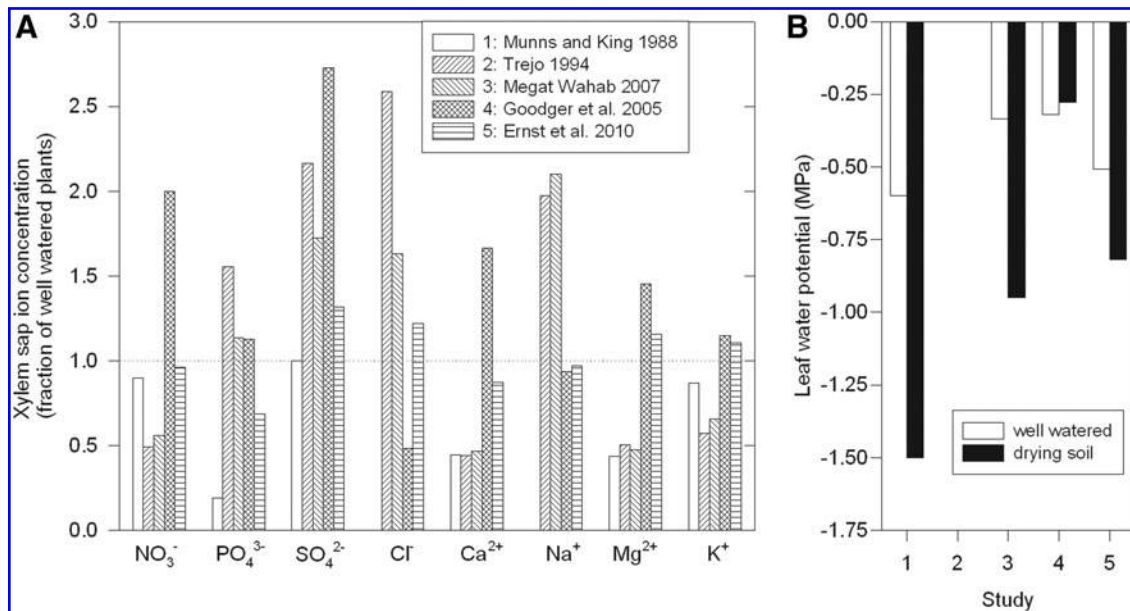 A
Xylem sap ion concentration
(fraction of well watered plants)
3.0
2.5
2.0
1.5
1.0
0.5
0.0
1: Munns and King 1988
2: Trejo 1994
3: Megat Wahab 2007
4: Goodger et al. 2005
5: Ernst et al. 2010
NO₃⁻ PO₄³⁻ SO₄²⁻ Cl⁻ Ca²⁺ Na⁺ Mg²⁺ K⁺
B
Leaf water potential (MPa)
0.00
-0.25
-0.50
-0.75
-1.00
-1.25
-1.50
-1.75
well watered
drying soil
1 2 3 4 5
Study